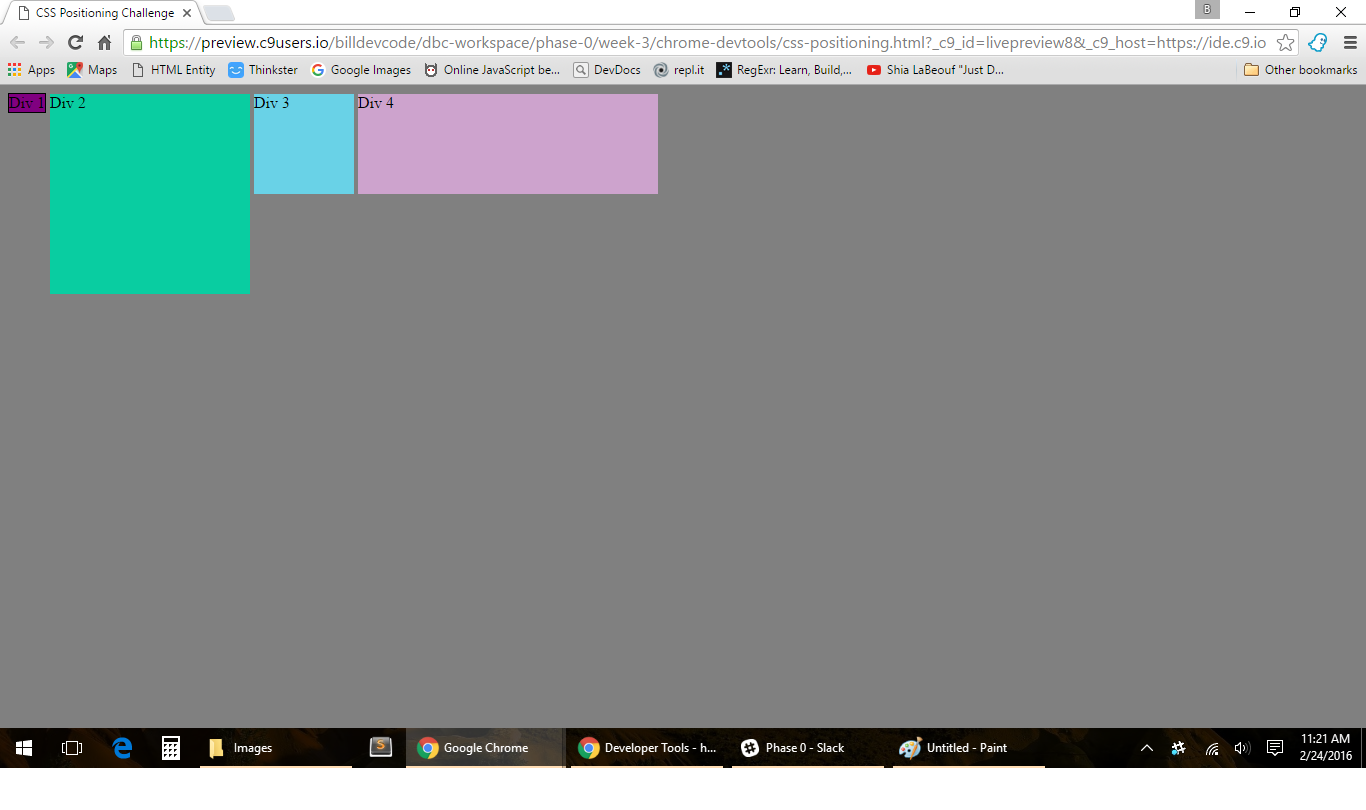 CSS Positioning Challenge
B
https://preview.c9users.io/billdevcode/dbc-workspace/phase-0/week-3/chrome-devtools/css-positioning.html?_c9_id=livepreview8&_c9_host=https://ide.c9.io
Apps Maps HTML Entity Thinkster Google Images Online JavaScript be... DevDocs repl.it RegExr: Learn, Build,... Shia LaBeouf "Just D... Other bookmarks
Div 1 Div 2 Div 3 Div 4
Images Google Chrome Developer Tools - h... Phase 0 - Slack Untitled - Paint
11:21 AM
2/24/2016